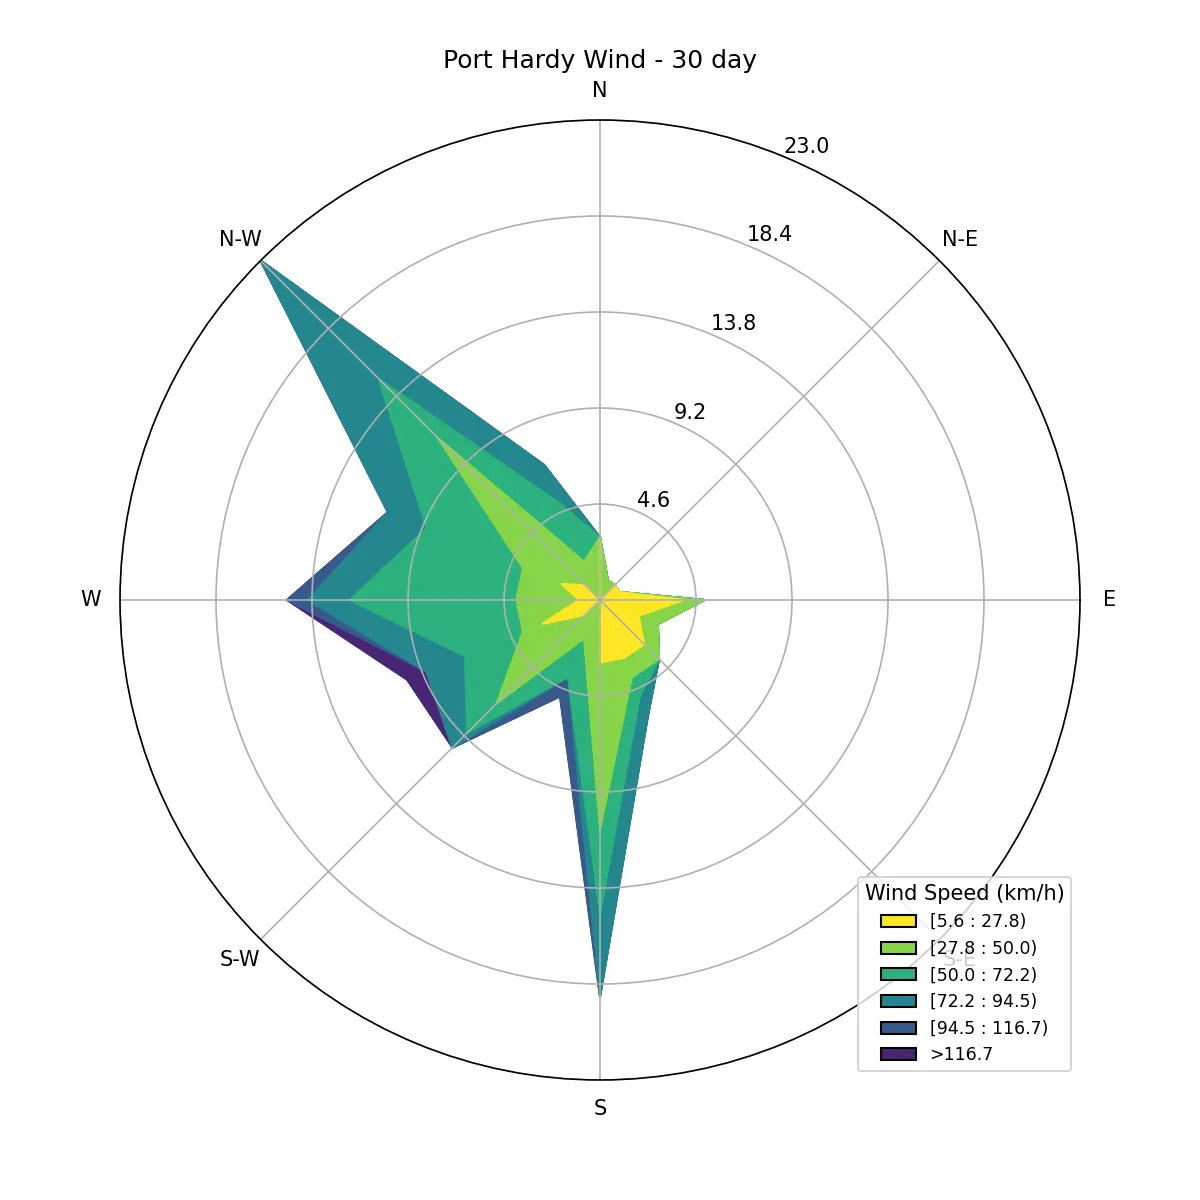 Port Hardy Wind - 30 day
N
23.0
N-W
18.4
N-E
13.8
9.2
4.6
W
E
Wind Speed (km/h)
[5.6 : 27.8)
[27.8 : 50.0)
S-W
S-E
[50.0 : 72.2)
[72.2 : 94.5)
[94.5 : 116.7)
>116.7
S